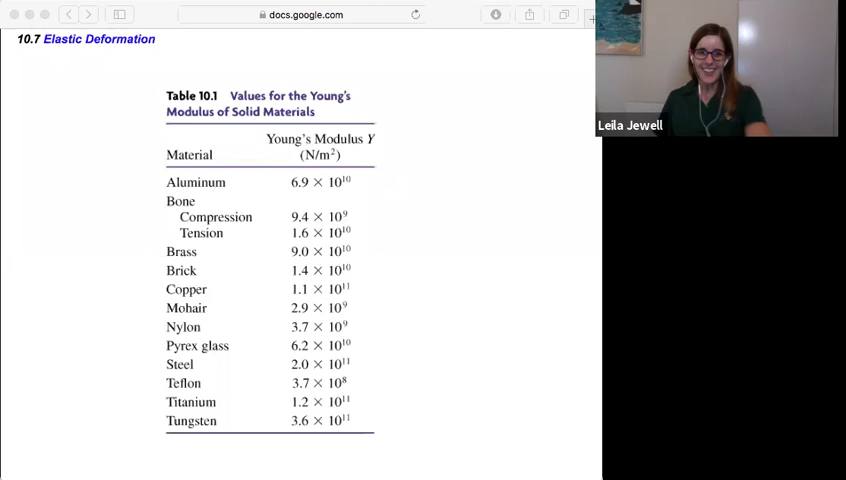 docs.google.com
10.7 Elastic Deformation
Table 10.1 Values for the Young's
Modulus of Solid Materials
Young's Modulus Y
Material (N/m²)
Aluminum 6.9 × 10¹⁰
Bone
Compression 9.4 × 10⁹
Tension 1.6 × 10¹⁰
Brass 9.0 × 10¹⁰
Brick 1.4 × 10¹⁰
Copper 1.1 × 10¹¹
Mohair 2.9 × 10⁹
Nylon 3.7 × 10⁹
Pyrex glass 6.2 × 10¹⁰
Steel 2.0 × 10¹¹
Teflon 3.7 × 10⁸
Titanium 1.2 × 10¹¹
Tungsten 3.6 × 10¹¹
Leila Jewell